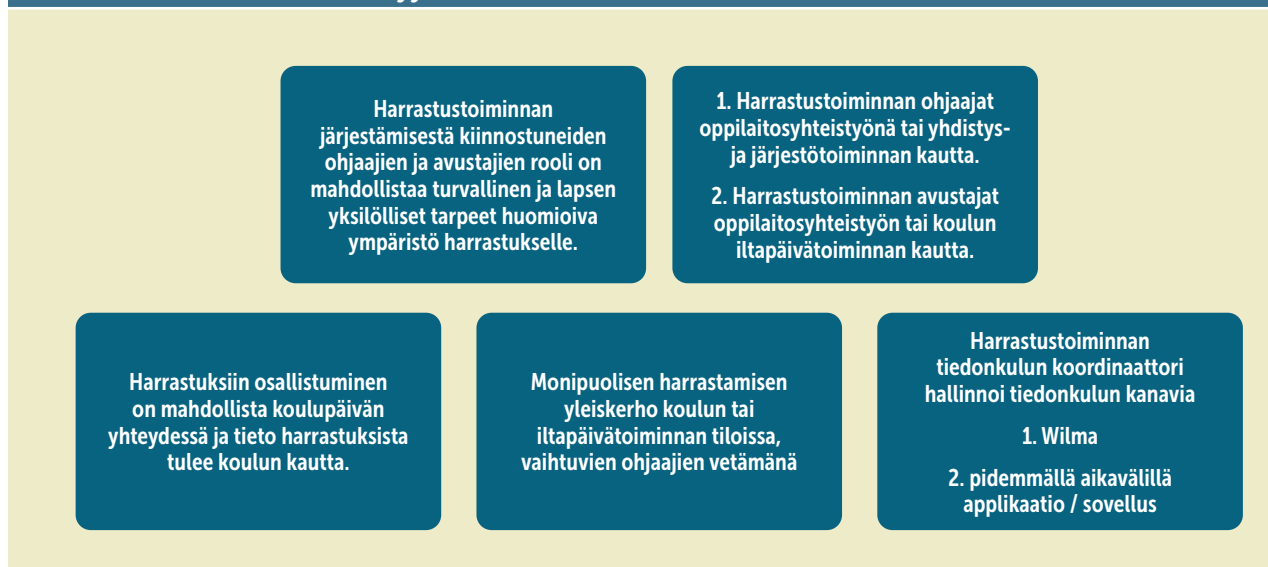 Harrastustoiminnan
järjestämisestä kiinnostuneiden
ohjaajien ja avustajien rooli on
mahdollistaa turvallinen ja lapsen
yksilölliset tarpeet huomioiva
ympäristö harrastukselle.
1. Harrastustoiminnan ohjaajat
oppilaitosyhteistyönä tai yhdistys-
ja järjestötoiminnan kautta.
2. Harrastustoiminnan avustajat
oppilaitosyhteistyön tai koulun
iltapäivätoiminnan kautta.
Harrastuksiin osallistuminen
on mahdollista koulupäivän
yhteydessä ja tieto harrastuksista
tulee koulun kautta.
Monipuolisen harrastamisen
yleiskerho koulun tai
iltapäivätoiminnan tiloissa,
vaihtuvien ohjaajien vetämänä
Harrastustoiminnan
tiedonkulun koordinaattori
hallinnoi tiedonkulun kanavia
1. Wilma
2. pidemmällä aikavälillä
applikaatio / sovellus